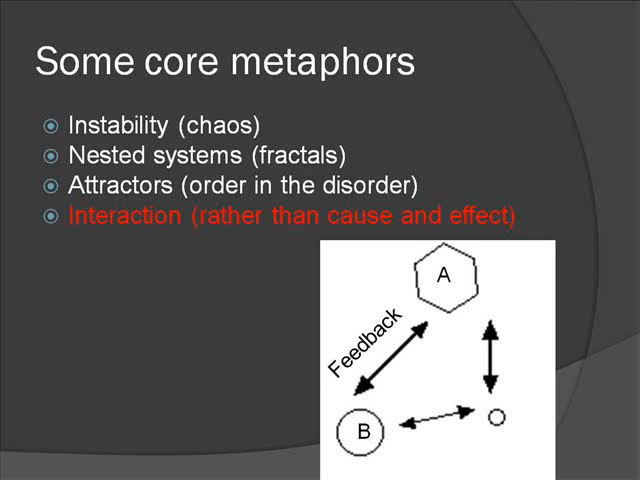 Some core metaphors
Instability (chaos)
Nested systems (fractals)
Attractors (order in the disorder)
Interaction (rather than cause and effect)
A
Feedback
B